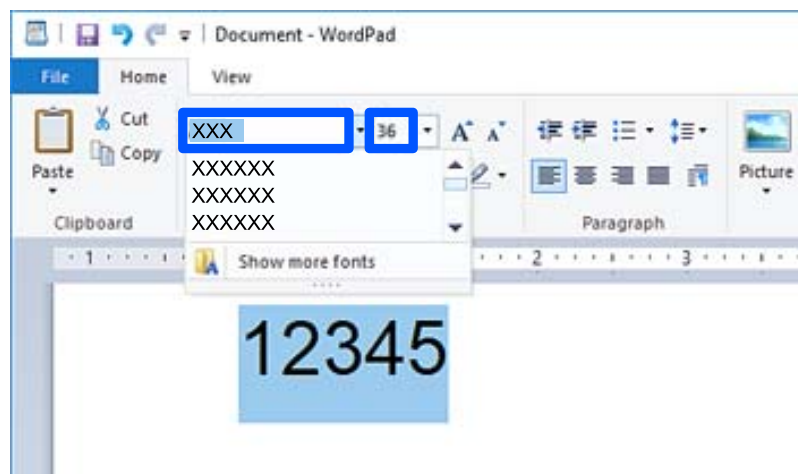 Document - WordPad
File Home View
Cut
Copy
Paste
Clipboard
XXX
36
A A
XXXXXX
XXXXXX
XXXXXX
Show more fonts
Paragraph
Picture
1 2 3
12345